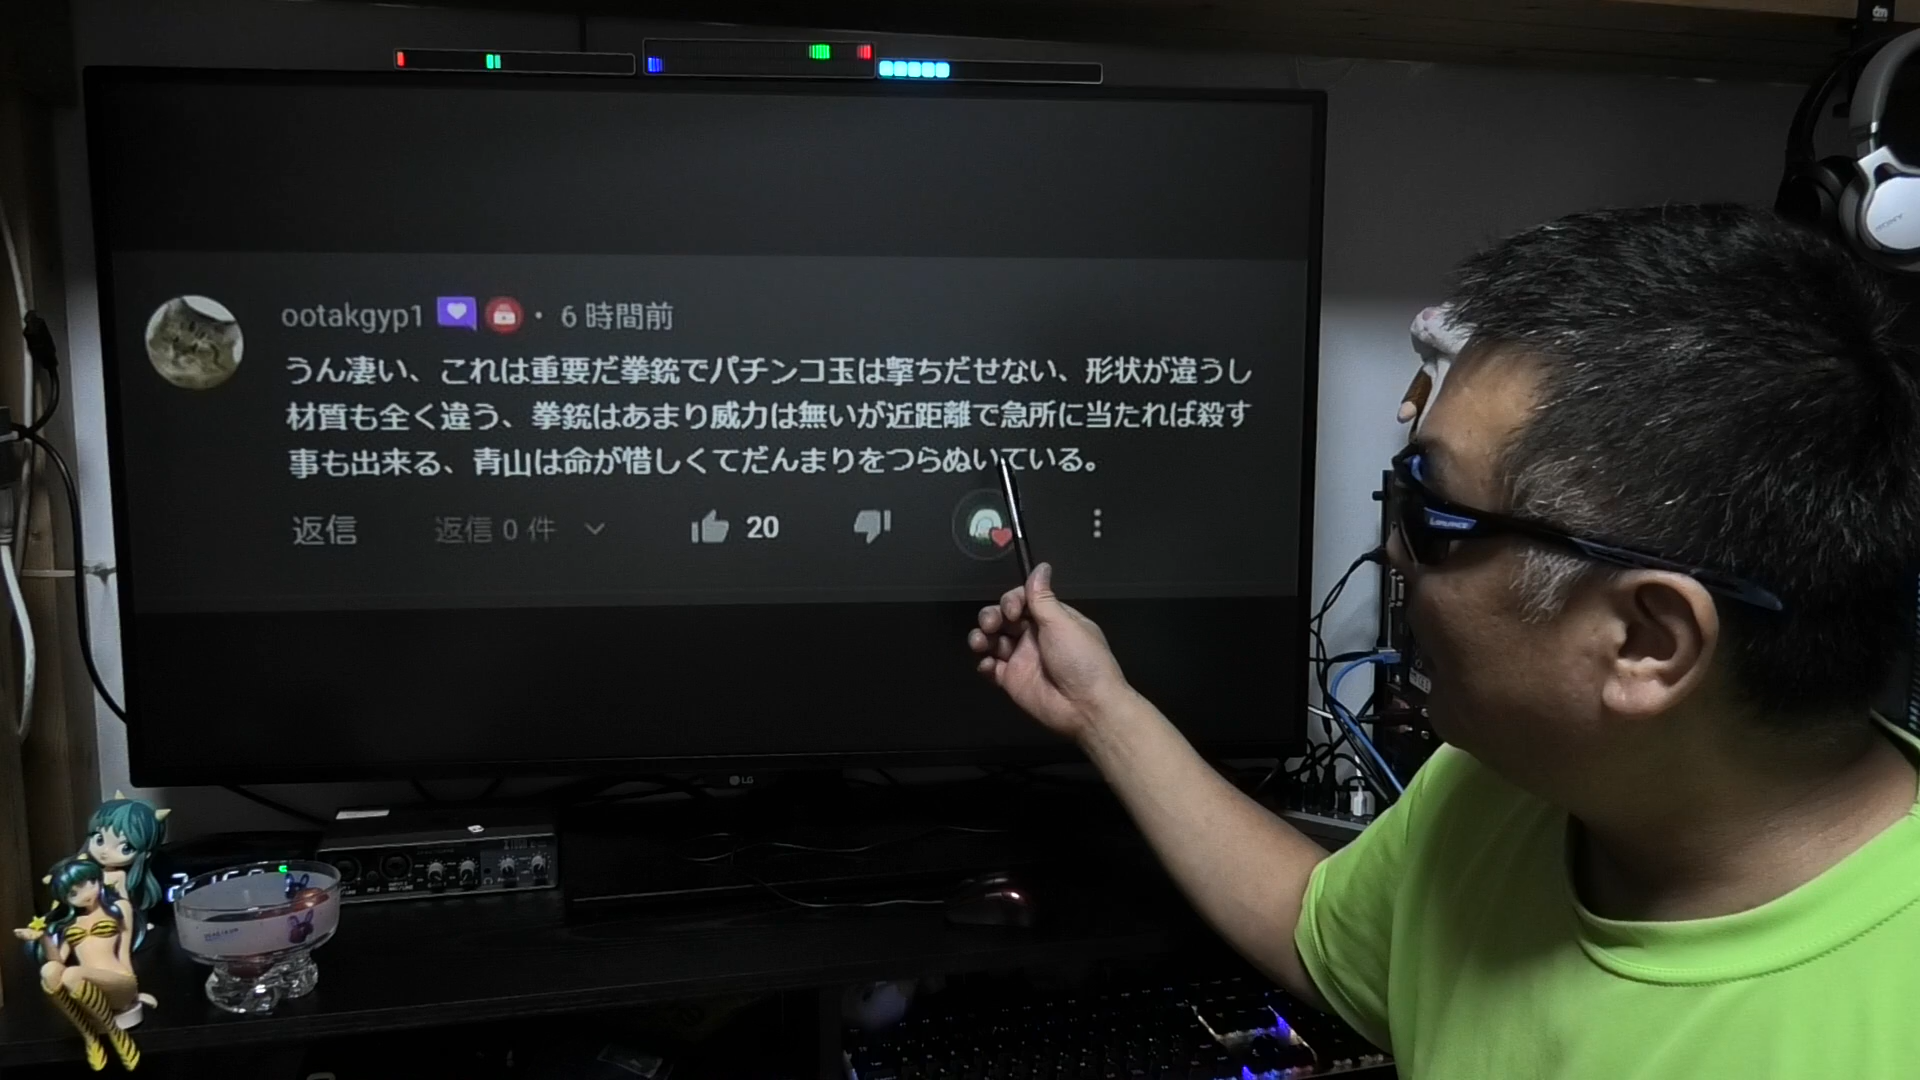 ootakgyp1 · 6 時間前
うん凄い、これは重要だ拳銃でパチンコ玉は撃ちだせない、形状が違うし
材質も全く違う、拳銃はあまり威力は無いが近距離で急所に当たれば殺す
事も出来る、青山は命が惜しくてだんまりをつらぬいている。
返信 返信 0 件 20
LG
SONY